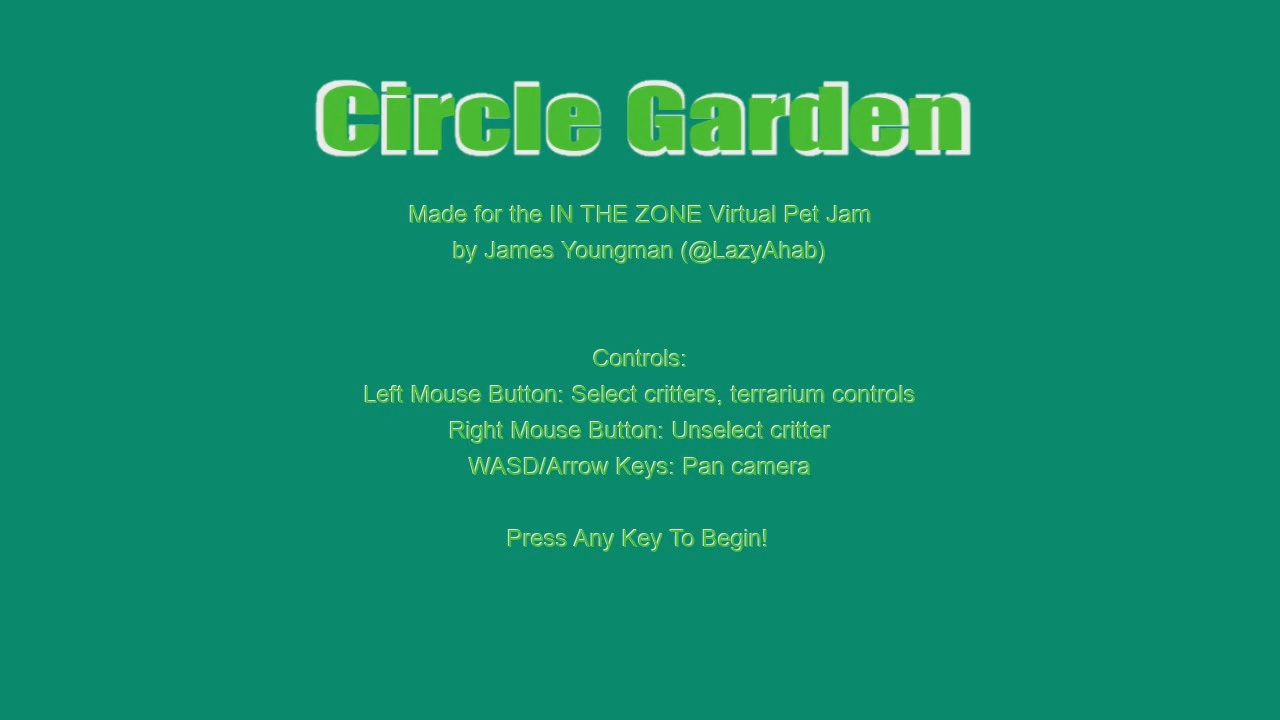 Circle Garden
Made for the IN THE ZONE Virtual Pet Jam
by James Youngman (@LazyAhab)
Controls:
Left Mouse Button: Select critters, terrarium controls
Right Mouse Button: Unselect critter
WASD/Arrow Keys: Pan camera
Press Any Key To Begin!